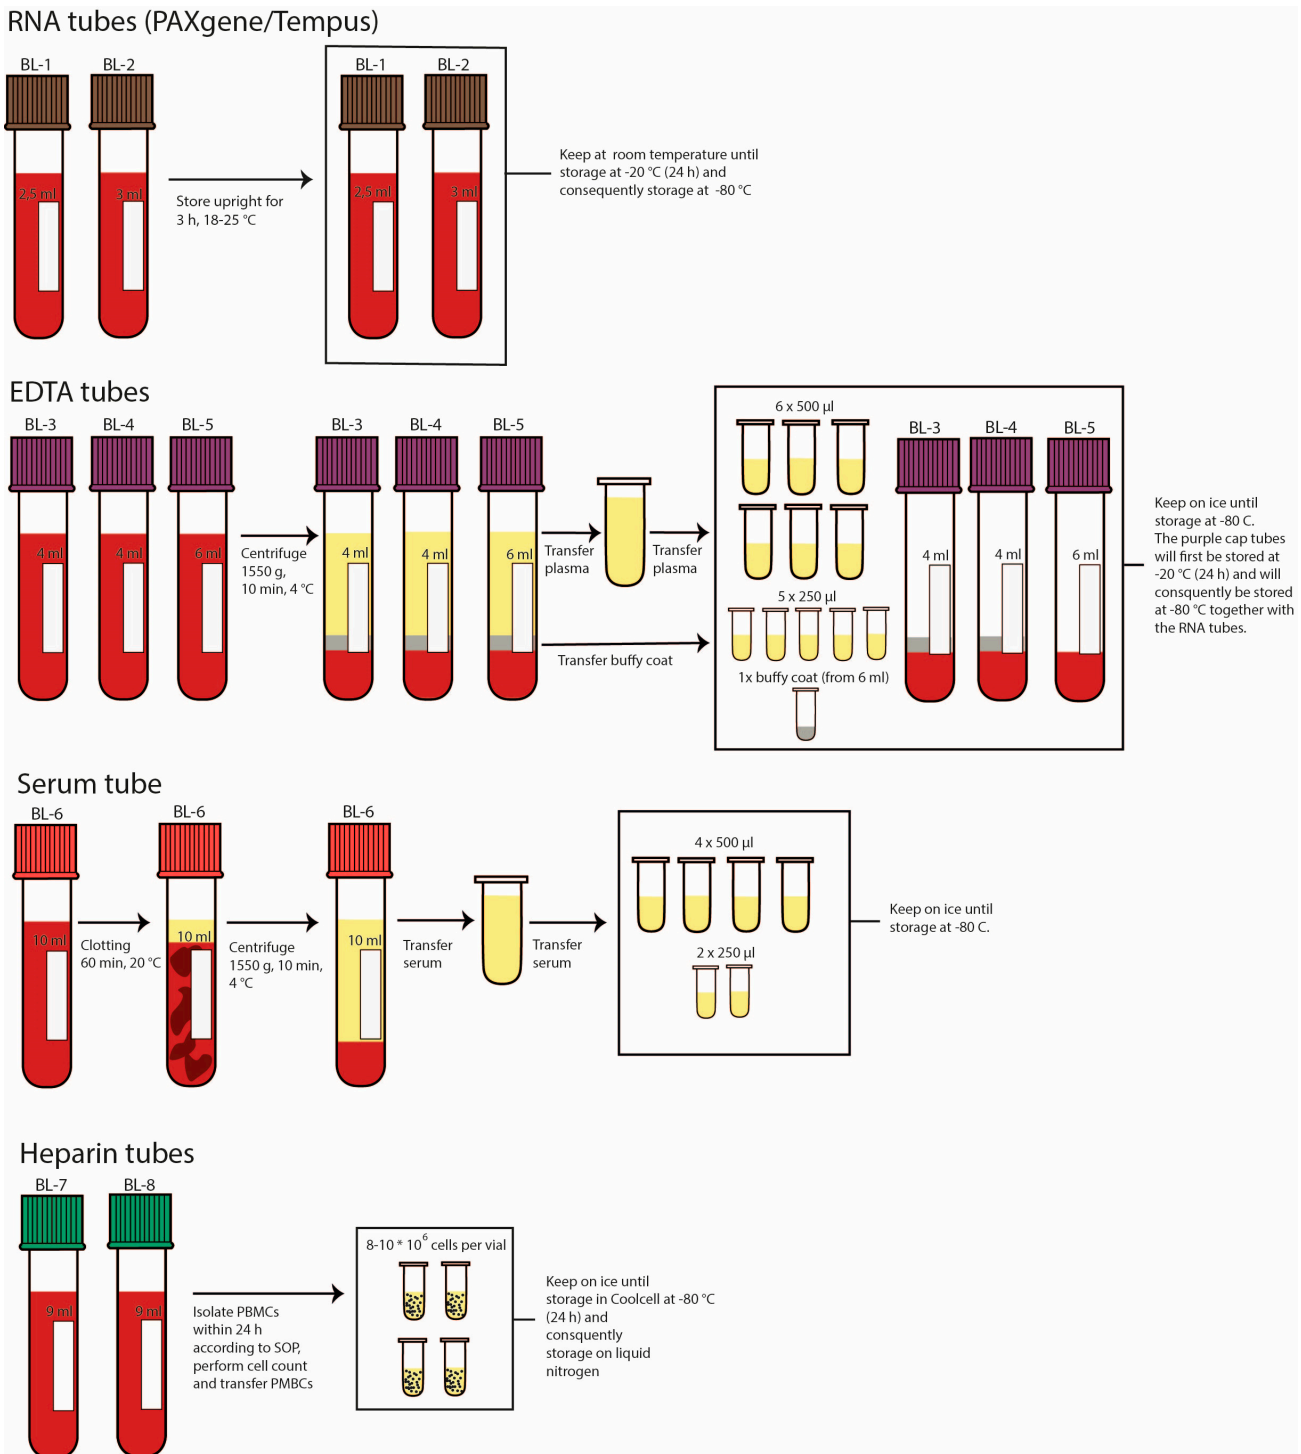 RNA tubes (PAXgene/Tempus)
BL-1
BL-2
2,5 ml
3 ml
Store upright for
3 h, 18-25 °C
BL-1
BL-2
2,5 ml
3 ml
Keep at room temperature until
storage at -20 °C (24 h) and
consequently storage at -80 °C
EDTA tubes
BL-3
BL-4
BL-5
4 ml
4 ml
6 ml
Centrifuge
1550 g,
10 min, 4 °C
BL-3
BL-4
BL-5
4 ml
4 ml
6 ml
Transfer
plasma
Transfer
plasma
Transfer buffy coat
6 x 500 µl
5 x 250 µl
1x buffy coat (from 6 ml)
BL-3
BL-4
BL-5
4 ml
4 ml
6 ml
Keep on ice until
storage at -80 C.
The purple cap tubes
will first be stored at
-20 °C (24 h) and will
consquently be stored
at -80 °C together with
the RNA tubes.
Serum tube
BL-6
10 ml
Clotting
60 min, 20 °C
BL-6
10 ml
Centrifuge
1550 g, 10 min,
4 °C
BL-6
10 ml
Transfer
serum
Transfer
serum
4 x 500 µl
2 x 250 µl
Keep on ice until
storage at -80 C.
Heparin tubes
BL-7
BL-8
9 ml
9 ml
Isolate PBMCs
within 24 h
according to SOP,
perform cell count
and transfer PMBCs
8-10 * 10⁶ cells per vial
Keep on ice until
storage in Coolcell at -80 °C
(24 h) and
consquently
storage on liquid
nitrogen